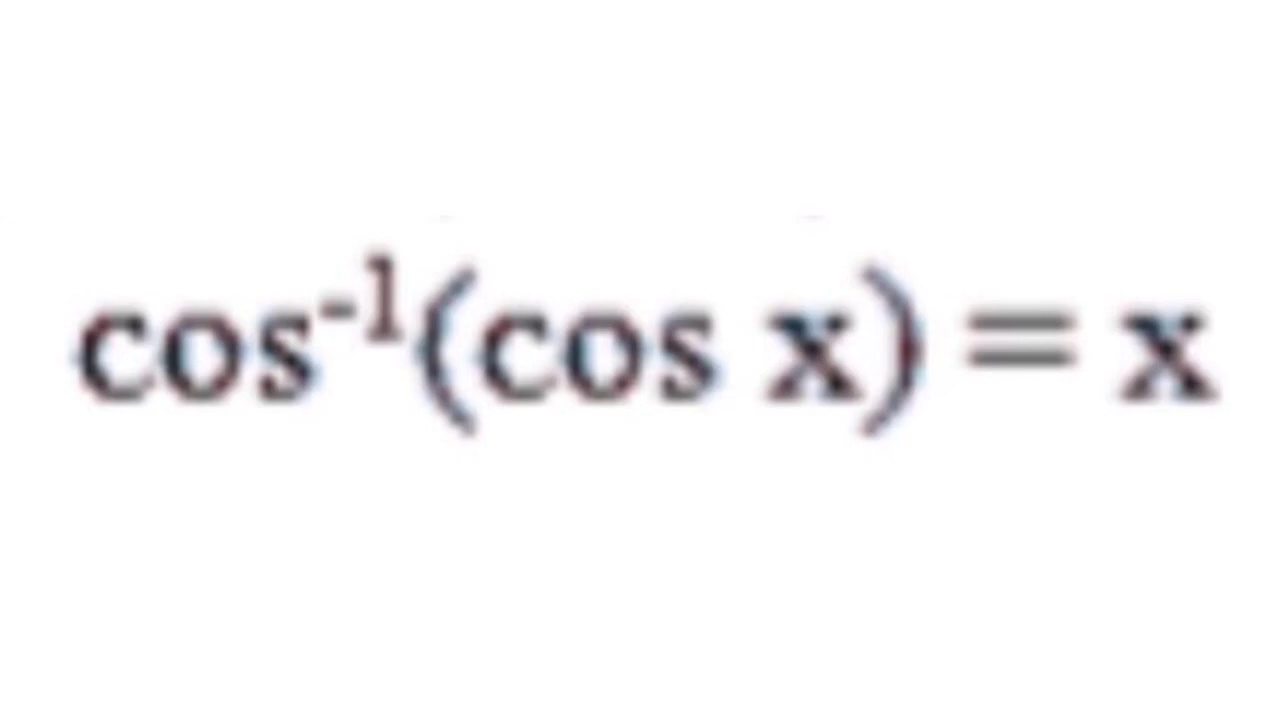 cos⁻¹(cos x) = x